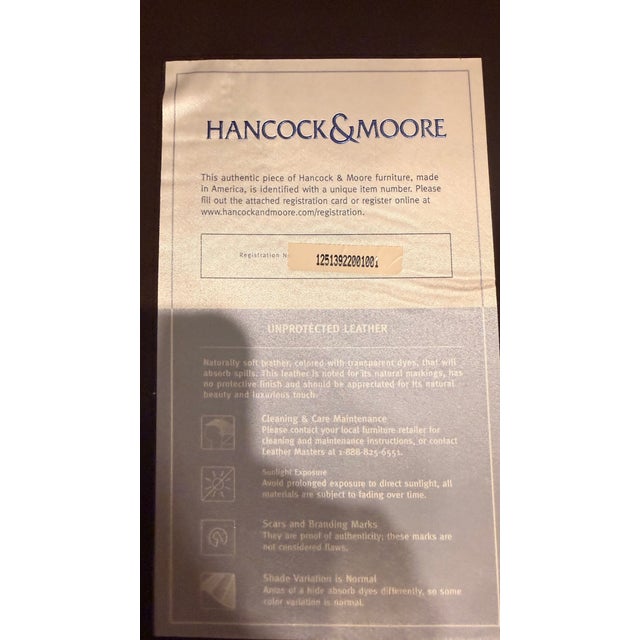 HANCOCK&MOORE
This authentic piece of Hancock & Moore furniture, made
in America, is identified with a unique item number. Please
fill out the attached registration card or register online at
www.hancockandmoore.com/registration.
Registration N 1251392200100₁
UNPROTECTED LEATHER
Naturally soft leather, colored with transparent dyes, that will
absorb spills. This leather is noted for its natural markings, has
no protective finish and should be appreciated for its natural
beauty and luxurious touch.
Cleaning & Care Maintenance
Please contact your local furniture retailer for
cleaning and maintenance instructions, or contact
Leather Masters at 1-888-825-6551.
Sunlight Exposure
Avoid prolonged exposure to direct sunlight, all
materials are subject to fading over time.
Scars and Branding Marks
They are proof of authenticity; these marks are
not considered flaws.
Shade Variation is Normal
Areas of a hide absorb dyes differently, so some
color variation is normal.